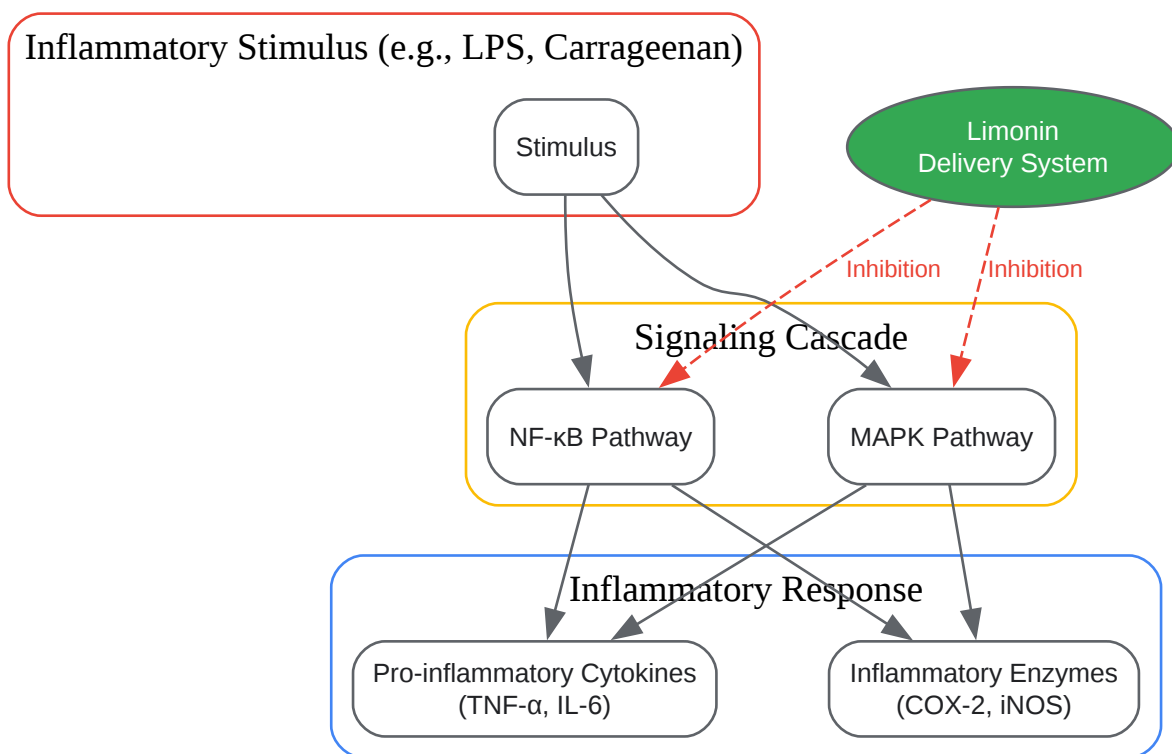 Inflammatory Stimulus (e.g., LPS, Carrageenan)
Stimulus
Limonin
Delivery System
Inhibition
Inhibition
Signaling Cascade
NF-κB Pathway
MAPK Pathway
Inflammatory Response
Pro-inflammatory Cytokines
(TNF-α, IL-6)
Inflammatory Enzymes
(COX-2, iNOS)